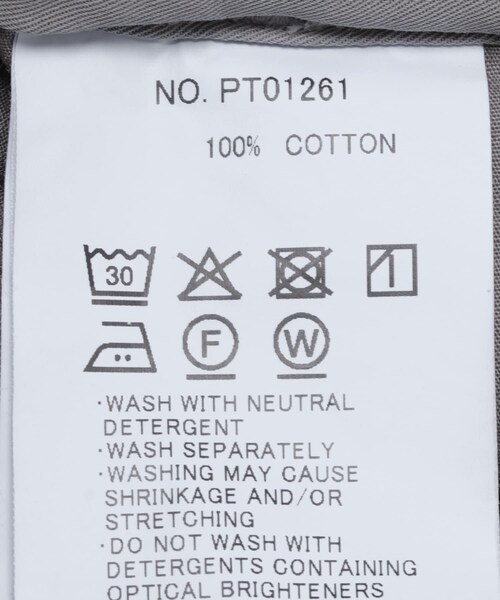 NO. PT01261
100% COTTON
30
F W
·WASH WITH NEUTRAL
DETERGENT
·WASH SEPARATELY
·WASHING MAY CAUSE
SHRINKAGE AND/OR
STRETCHING
·DO NOT WASH WITH
DETERGENTS CONTAINING
OPTICAL BRIGHTENERS